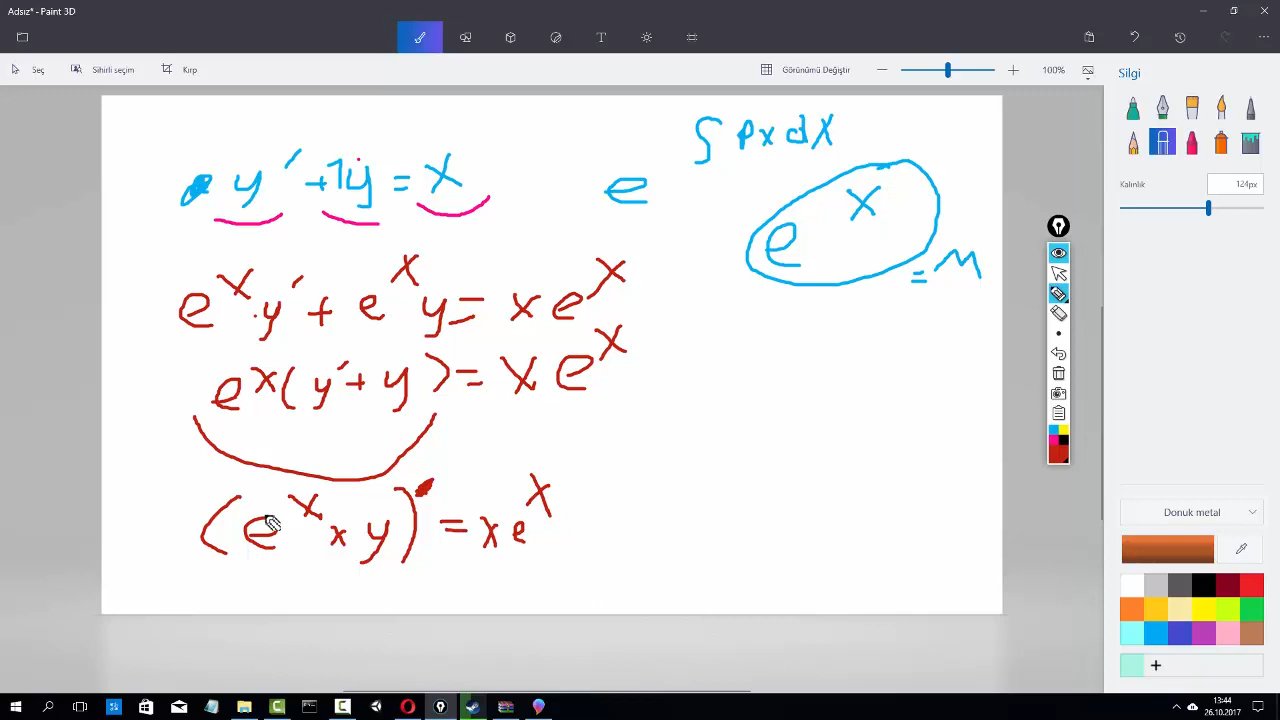 Adsız* - Paint 3D
Seç
Sihirli seçim
Kırp
Görünümü Değiştir
100%
Silgi
Kalınlık
124px
Donuk metal
∫ Px dx
e
y' + 1y = x
e^x = M
e^x · y' + e^x y = x e^x
e^x (y' + y) = x e^x
(e^x x y)' = x e^x
13:44
26.10.2017